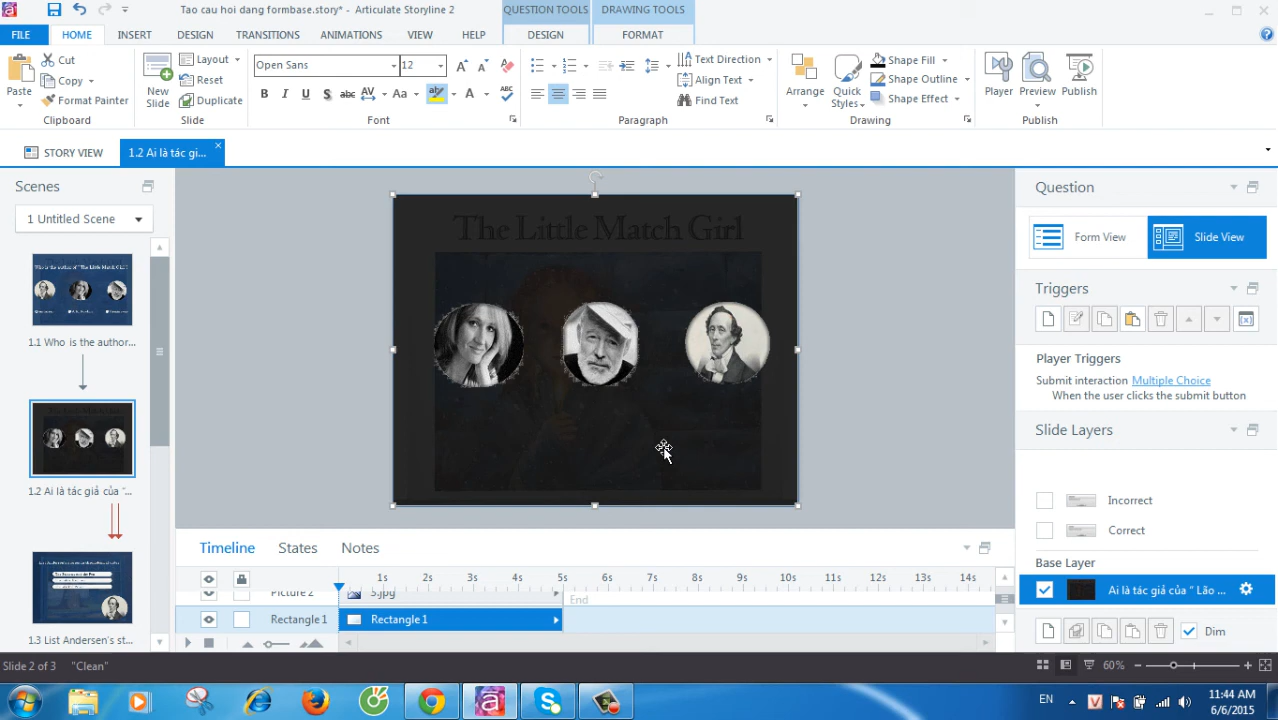 Tao cau hoi dang formbase.story* - Articulate Storyline 2
QUESTION TOOLS
DRAWING TOOLS
FILE
HOME
INSERT
DESIGN
TRANSITIONS
ANIMATIONS
VIEW
HELP
DESIGN
FORMAT
Paste
Cut
Copy
Format Painter
Clipboard
New Slide
Layout
Reset
Duplicate
Slide
Open Sans
12
B I U S abc AV Aa ab A ABC
Font
Text Direction
Align Text
Find Text
Paragraph
Arrange
Quick Styles
Shape Fill
Shape Outline
Shape Effect
Drawing
Player
Preview
Publish
Publish
STORY VIEW
1.2 Ai là tác gi...
Scenes
1 Untitled Scene
1.1 Who is the author...
1.2 Ai là tác giả của "...
1.3 List Andersen's st...
The Little Match Girl
Question
Form View
Slide View
Triggers
Player Triggers
Submit interaction Multiple Choice
When the user clicks the submit button
Slide Layers
Incorrect
Correct
Base Layer
Ai là tác giả của " Lão ...
Dim
Timeline
States
Notes
1s 2s 3s 4s 5s 6s 7s 8s 9s 10s 11s 12s 13s 14s
Picture 2
5.jpg
End
Rectangle 1
Rectangle 1
Slide 2 of 3
"Clean"
60%
EN
11:44 AM
6/6/2015